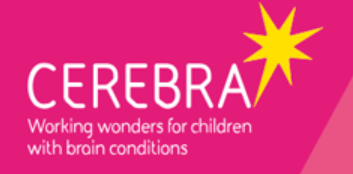 CEREBRA
Working wonders for children
with brain conditions